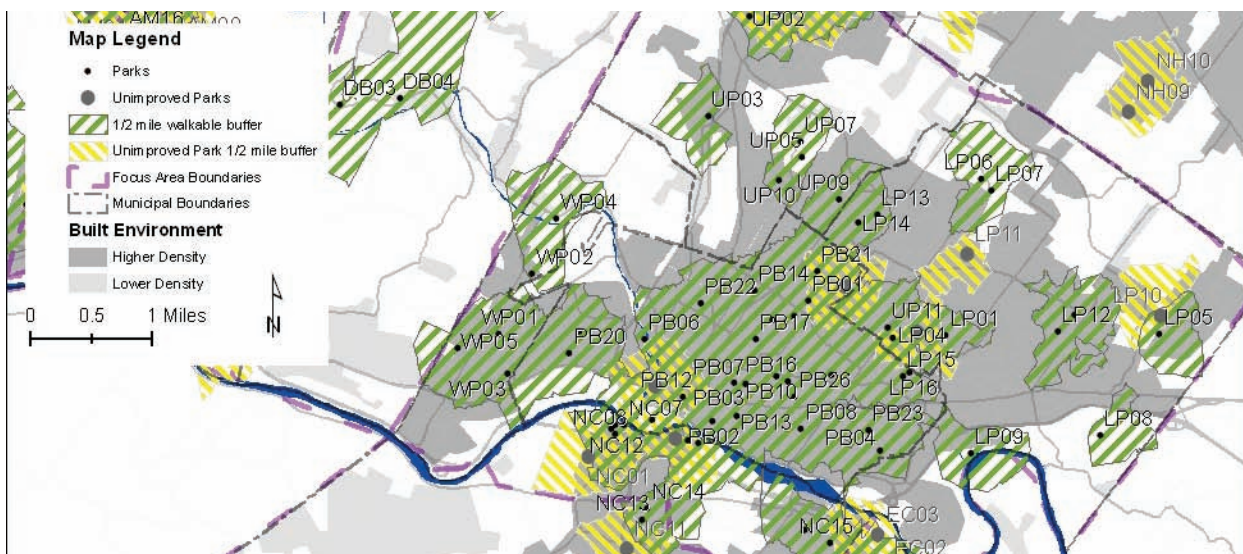 AM16
Map Legend
Parks
Unimproved Parks
1/2 mile walkable buffer
Unimproved Park 1/2 mile buffer
Focus Area Boundaries
Municipal Boundaries
Built Environment
Higher Density
Lower Density
0 0.5 1 Miles
N
UP02
DB03
DB04
UP03
NH10
NH09
UP07
UP05
LP06
LP07
UP10
UP09
LP13
LP14
WP04
LP11
WP02
PB21
PB14
PB01
PB22
LP10
WP01
PB06
PB17
UP11
LP04
LP01
LP12
LP05
WP05
PB20
PB07
PB16
LP15
WP03
PB12
PB10
PB26
LP16
PB03
NC08
NC07
PB13
PB08
PB23
NC12
PB02
PB04
LP09
LP08
NC01
NC14
NC13
NC11
NC15
EC03
EC02